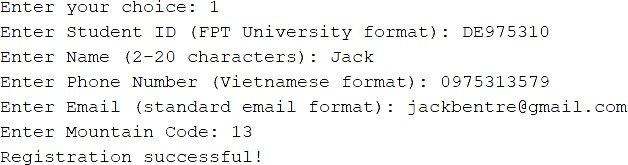 Enter your choice: 1
Enter Student ID (FPT University format): DE975310
Enter Name (2-20 characters): Jack
Enter Phone Number (Vietnamese format): 0975313579
Enter Email (standard email format): jackbentre@gmail.com
Enter Mountain Code: 13
Registration successful!